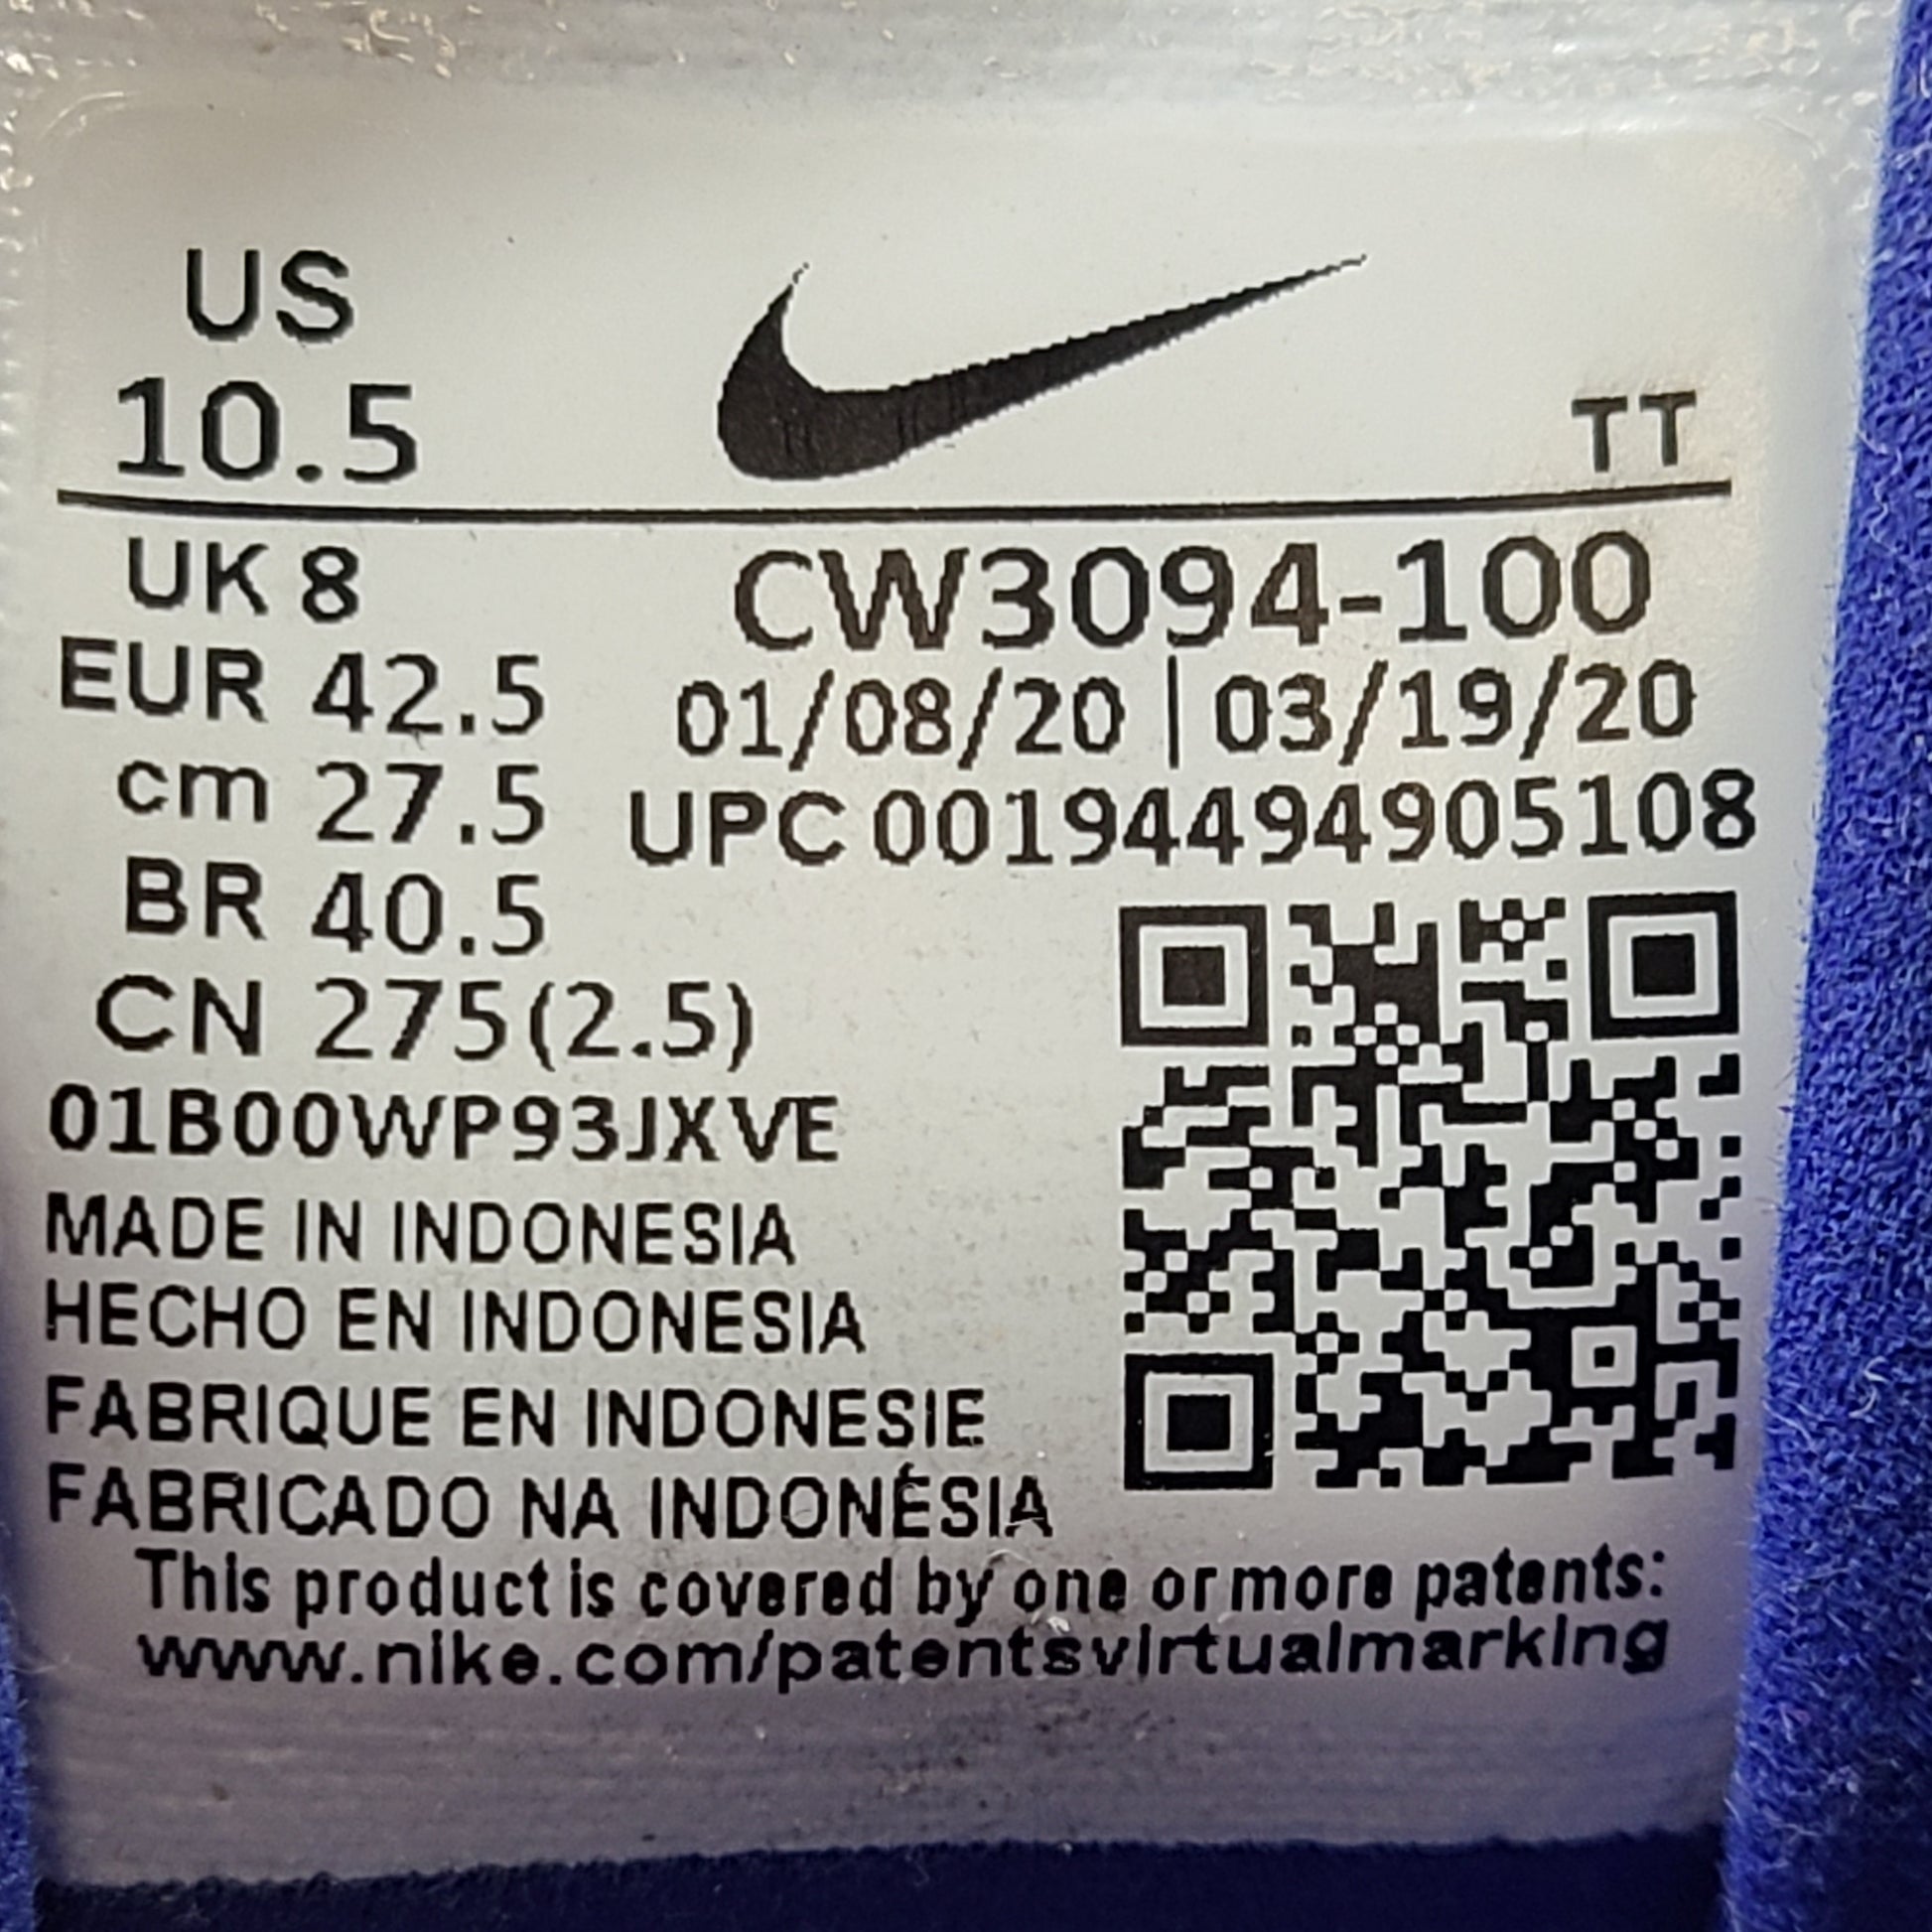 US
10.5
TT
UK 8
EUR 42.5
cm 27.5
BR 40.5
CN 275(2.5)
CW3094-100
01/08/20 | 03/19/20
UPC 00194494905108
01B00WP93JXVE
MADE IN INDONESIA
HECHO EN INDONESIA
FABRIQUE EN INDONESIE
FABRICADO NA INDONÉSIA
This product is covered by one or more patents:
www.nike.com/patentsvirtualmarking